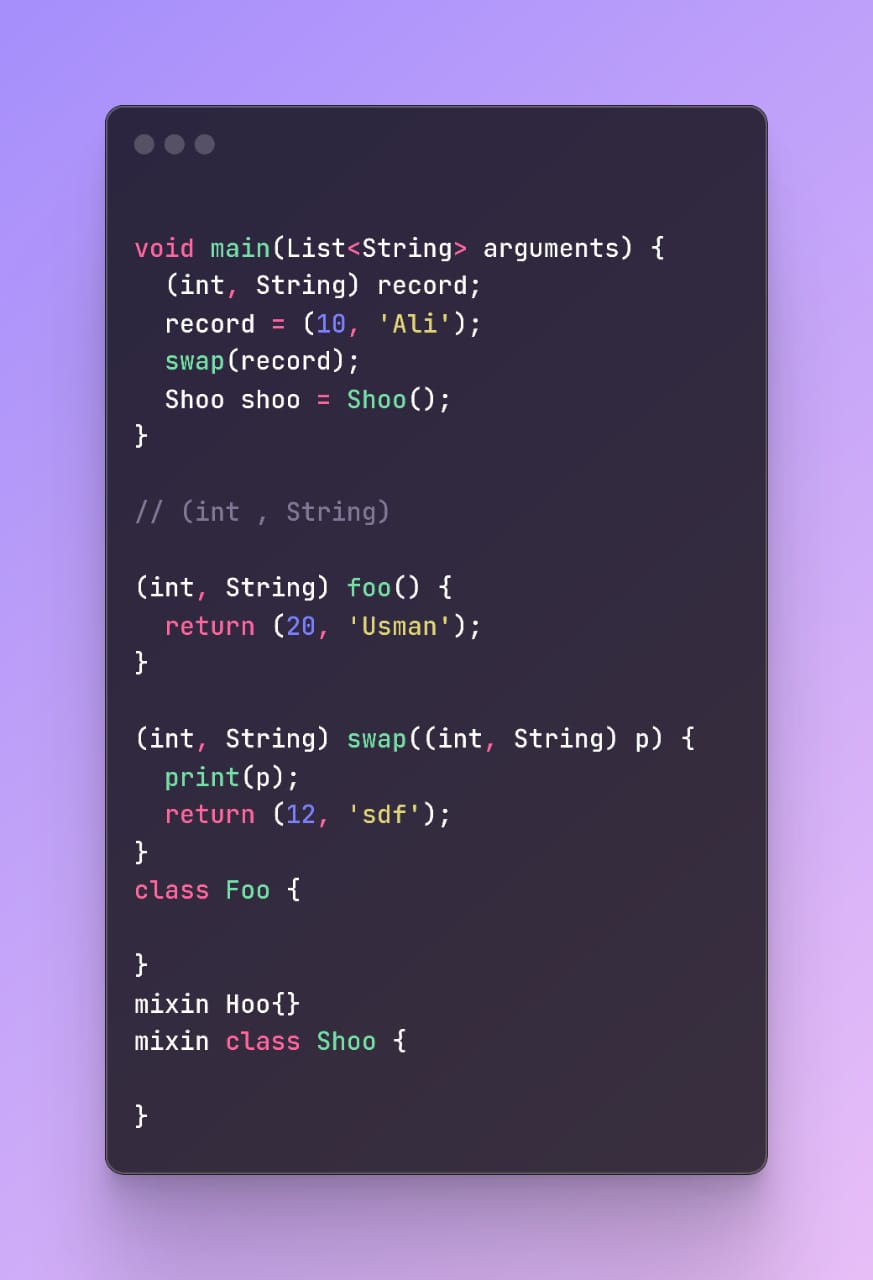 void main(List<String> arguments) {
  (int, String) record;
  record = (10, 'Ali');
  swap(record);
  Shoo shoo = Shoo();
}
// (int , String)
(int, String) foo() {
  return (20, 'Usman');
}
(int, String) swap((int, String) p) {
  print(p);
  return (12, 'sdf');
}
class Foo {
}
mixin Hoo{}
mixin class Shoo {
}